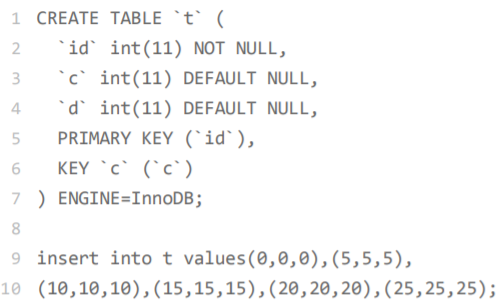 1 CREATE TABLE `t` (
2   `id` int(11) NOT NULL,
3   `c` int(11) DEFAULT NULL,
4   `d` int(11) DEFAULT NULL,
5   PRIMARY KEY (`id`),
6   KEY `c` (`c`)
7 ) ENGINE=InnoDB;
8
9 insert into t values(0,0,0),(5,5,5),
10 (10,10,10),(15,15,15),(20,20,20),(25,25,25);